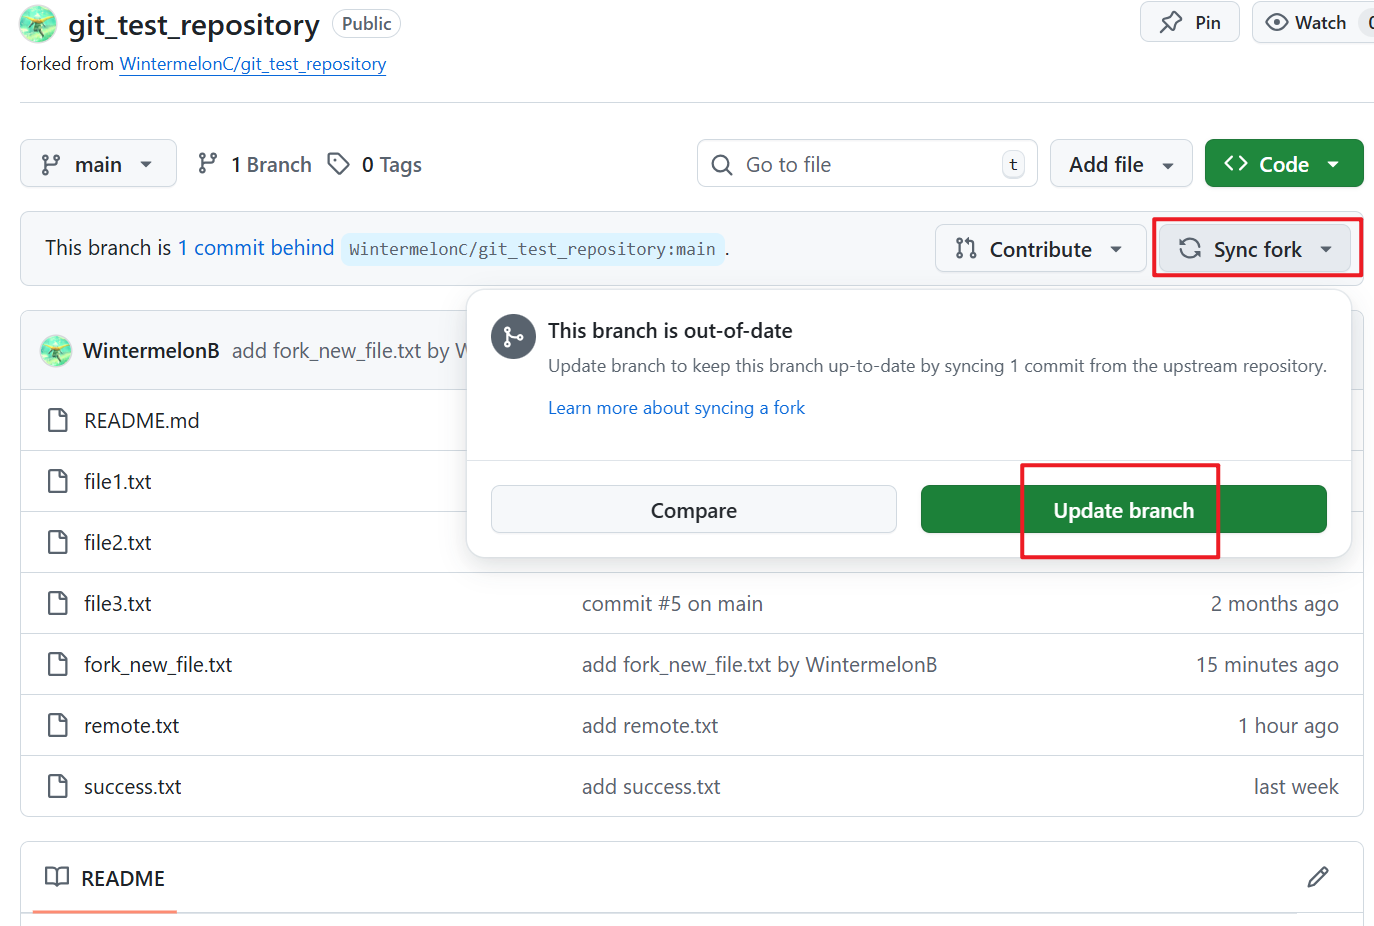 git_test_repository Public Pin Watch
forked from WintermelonC/git_test_repository
main 1 Branch 0 Tags Go to file t Add file Code
This branch is 1 commit behind WintermelonC/git_test_repository:main. Contribute Sync fork
This branch is out-of-date
Update branch to keep this branch up-to-date by syncing 1 commit from the upstream repository.
Learn more about syncing a fork
Compare Update branch
WintermelonB add fork_new_file.txt by
README.md
file1.txt
file2.txt
file3.txt commit #5 on main 2 months ago
fork_new_file.txt add fork_new_file.txt by WintermelonB 15 minutes ago
remote.txt add remote.txt 1 hour ago
success.txt add success.txt last week
README